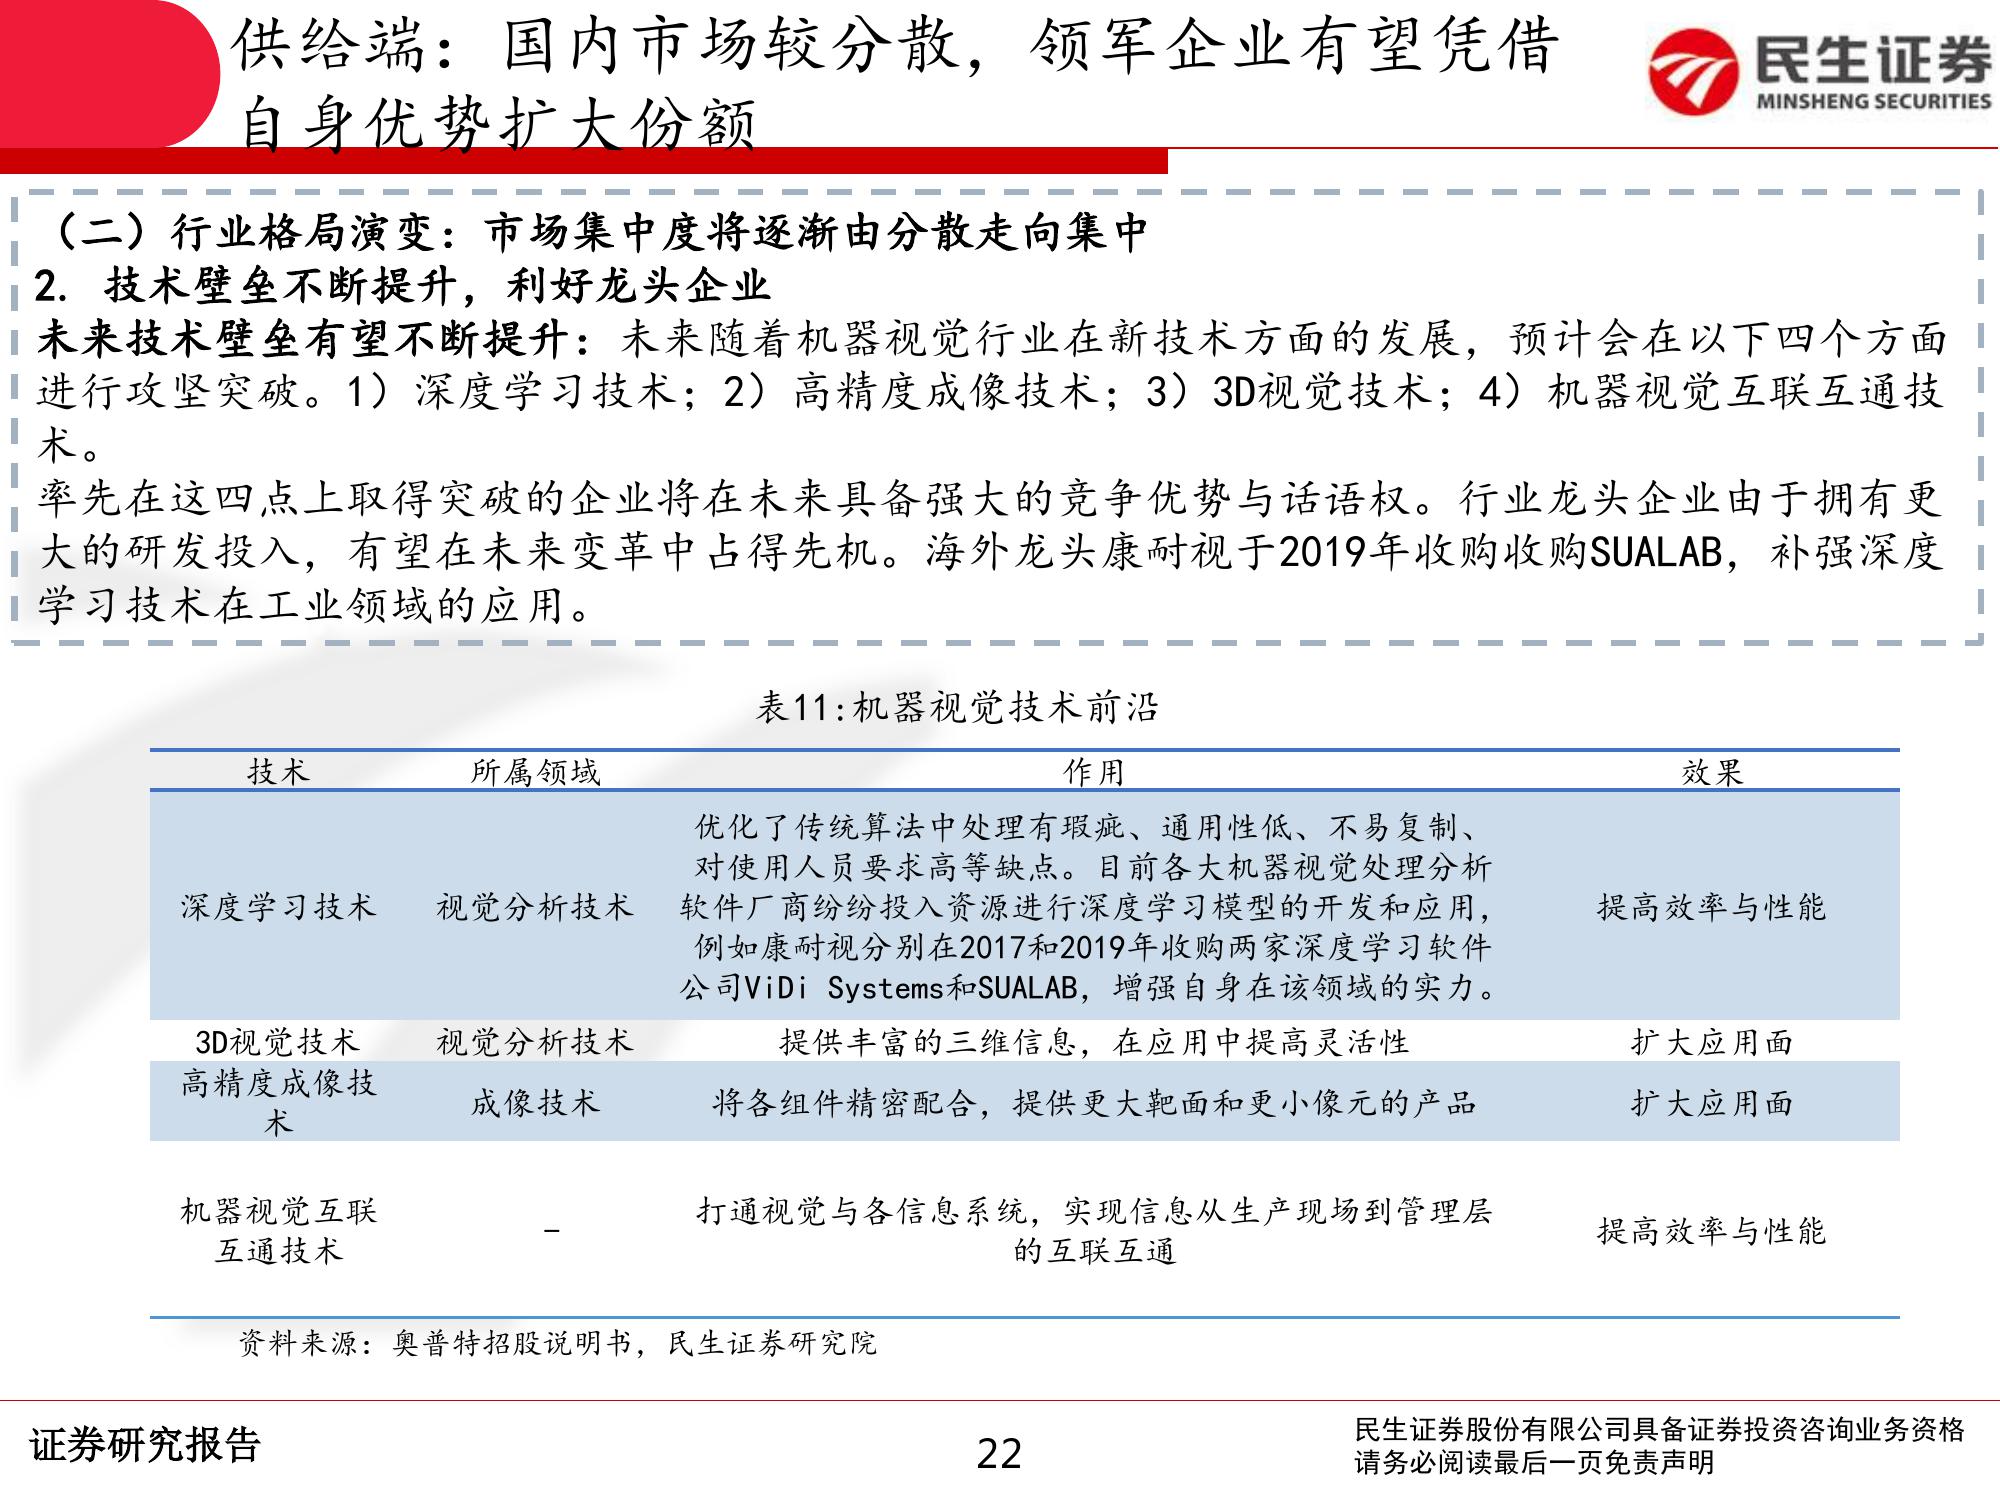 供给端：国内市场较分散，领军企业有望凭借
自身优势扩大份额
民生证券
MINSHENG SECURITIES
（二）行业格局演变：市场集中度将逐渐由分散走向集中
2. 技术壁垒不断提升，利好龙头企业
未来技术壁垒有望不断提升：未来随着机器视觉行业在新技术方面的发展，预计会在以下四个方面
进行攻坚突破。1）深度学习技术；2）高精度成像技术；3）3D视觉技术；4）机器视觉互联互通技
术。
率先在这四点上取得突破的企业将在未来具备强大的竞争优势与话语权。行业龙头企业由于拥有更
大的研发投入，有望在未来变革中占得先机。海外龙头康耐视于2019年收购收购SUALAB，补强深度
学习技术在工业领域的应用。
表11:机器视觉技术前沿
技术 所属领域 作用 效果
优化了传统算法中处理有瑕疵、通用性低、不易复制、
对使用人员要求高等缺点。目前各大机器视觉处理分析
深度学习技术 视觉分析技术 软件厂商纷纷投入资源进行深度学习模型的开发和应用， 提高效率与性能
例如康耐视分别在2017和2019年收购两家深度学习软件
公司ViDi Systems和SUALAB，增强自身在该领域的实力。
3D视觉技术 视觉分析技术 提供丰富的三维信息，在应用中提高灵活性 扩大应用面
高精度成像技
术
成像技术 将各组件精密配合，提供更大靶面和更小像元的产品 扩大应用面
机器视觉互联
互通技术
–
打通视觉与各信息系统，实现信息从生产现场到管理层
的互联互通
提高效率与性能
资料来源：奥普特招股说明书，民生证券研究院
证券研究报告
22
民生证券股份有限公司具备证券投资咨询业务资格
请务必阅读最后一页免责声明